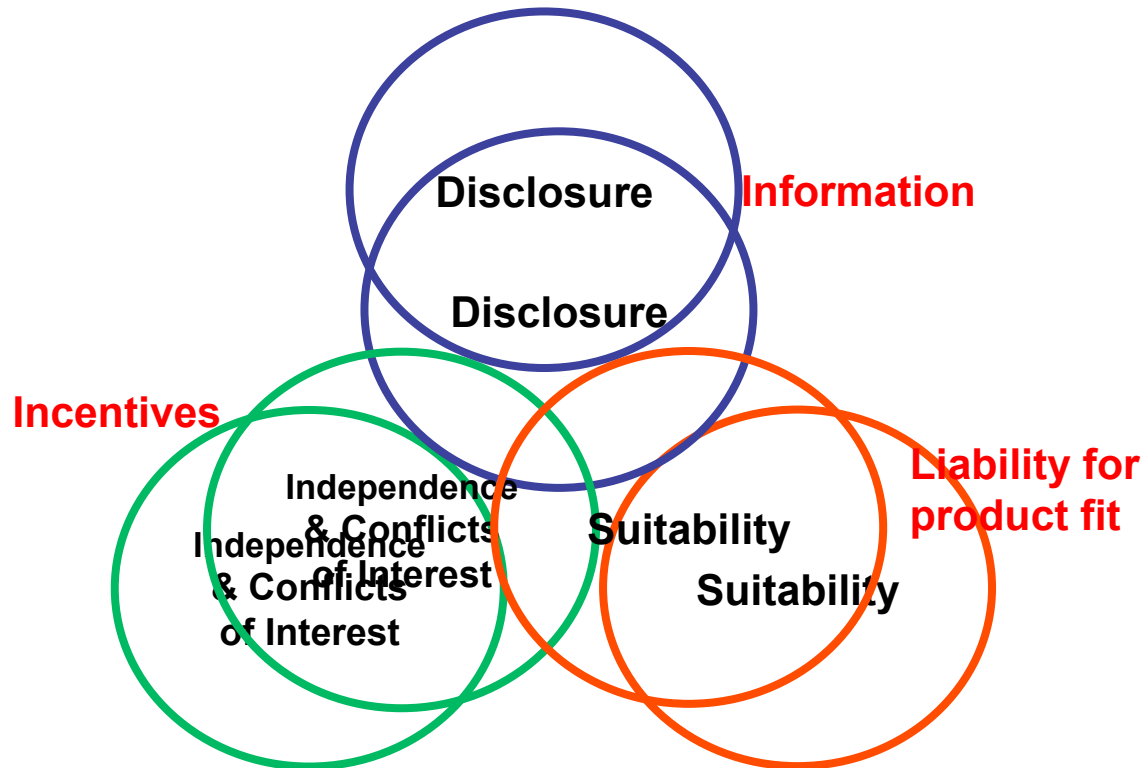 Disclosure
Information
Disclosure
Incentives
Independence
& Conflicts
of Interest
Independence
& Conflicts
of Interest
Suitability
Suitability
Liability for
product fit